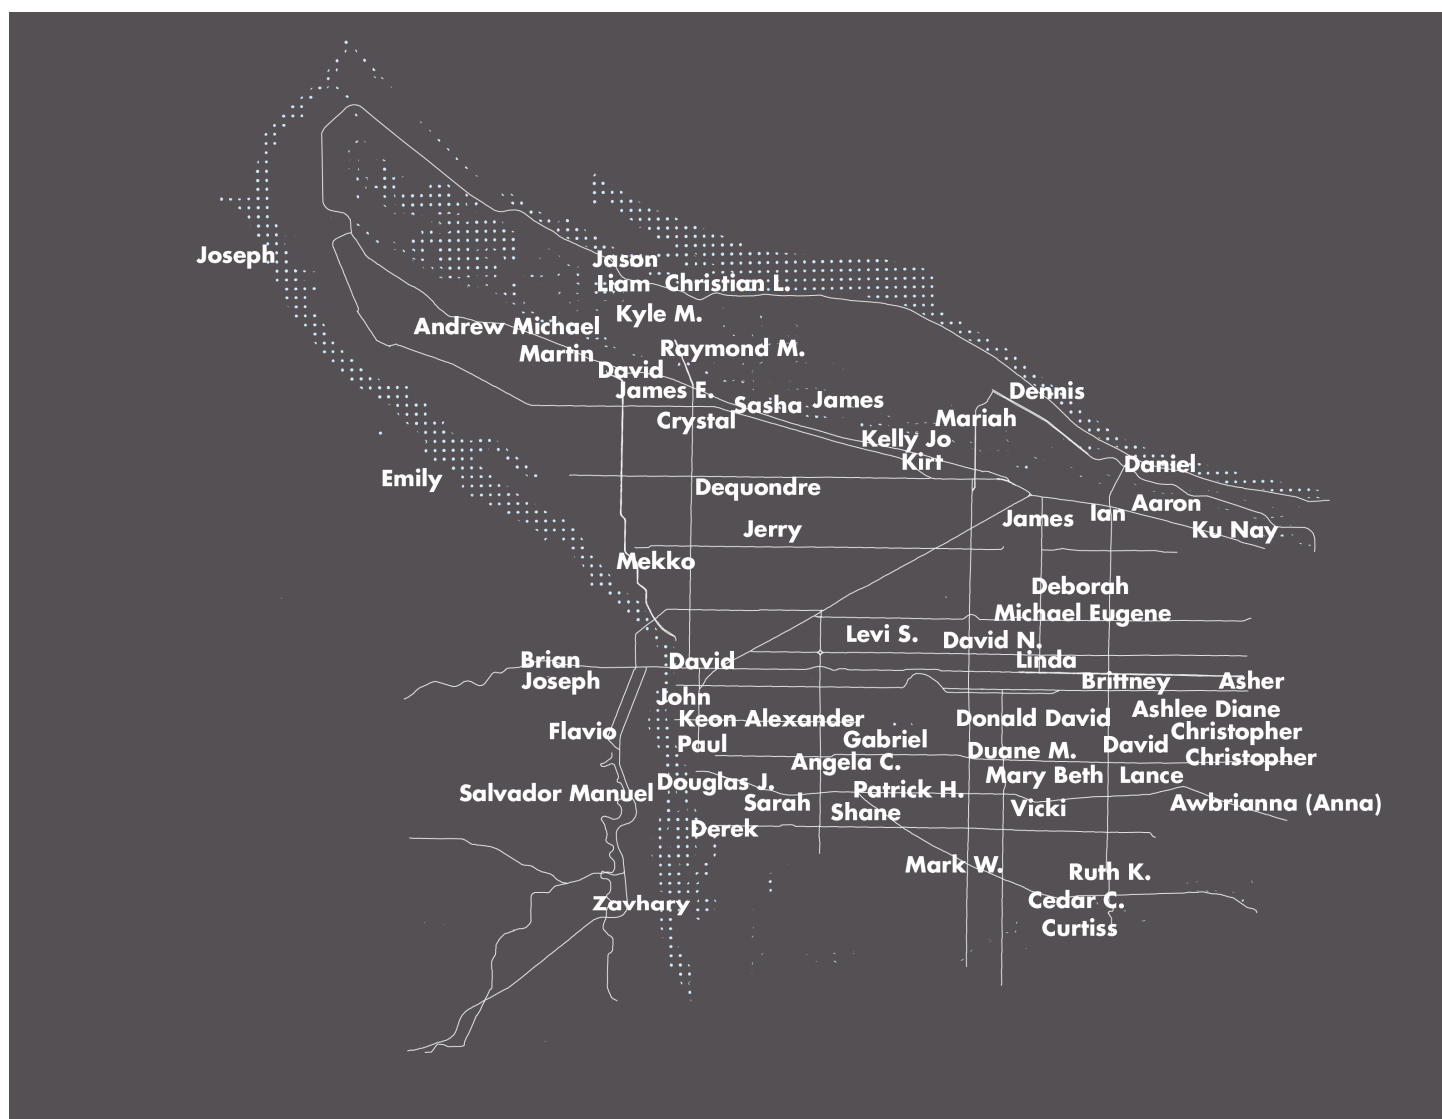 Joseph
Jason
Liam Christian L.
Kyle M.
Andrew Michael
Raymond M.
Martin
David
James E.
Dennis
Sasha James
Crystal
Mariah
Kelly Jo
Kirt
Daniel
Emily
Dequondre
Aaron
Ian
James
Jerry
Ku Nay
Mekko
Deborah
Michael Eugene
Levi S.
David N.
Brian
David
Linda
Joseph
Brittney
Asher
John
Ashlee Diane
Keon Alexander
Donald David
Flavio
Christopher
Gabriel
Paul
David
Duane M.
Christopher
Angela C.
Mary Beth Lance
Douglas J.
Patrick H.
Salvador Manuel
Sarah
Awbrianna (Anna)
Vicki
Shane
Derek
Mark W.
Ruth K.
Cedar C.
Zavhary
Curtiss